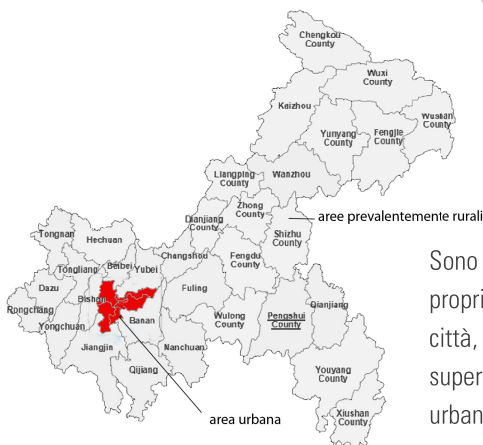 Chengkou
County
Wuxi
County
Kaizhou
Wushan
County
Yunyang
County
Fengjie
County
Liangping
County
Wanzhou
Zhong
County
aree prevalentemente rurali
Dianjiang
County
Shizhu
County
Tongnan
Hechuan
Changshou
Fengdu
County
Tongliang
Beibei
Yubei
Dazu
Bishan
Fuling
Qianjiang
Rongchang
Yongchuan
Banan
Wulong
County
Pengshui
County
Jiangjin
Nanchuan
Qijiang
Youyang
County
area urbana
Xiushan
County
Sono
propri
città,
super
urban